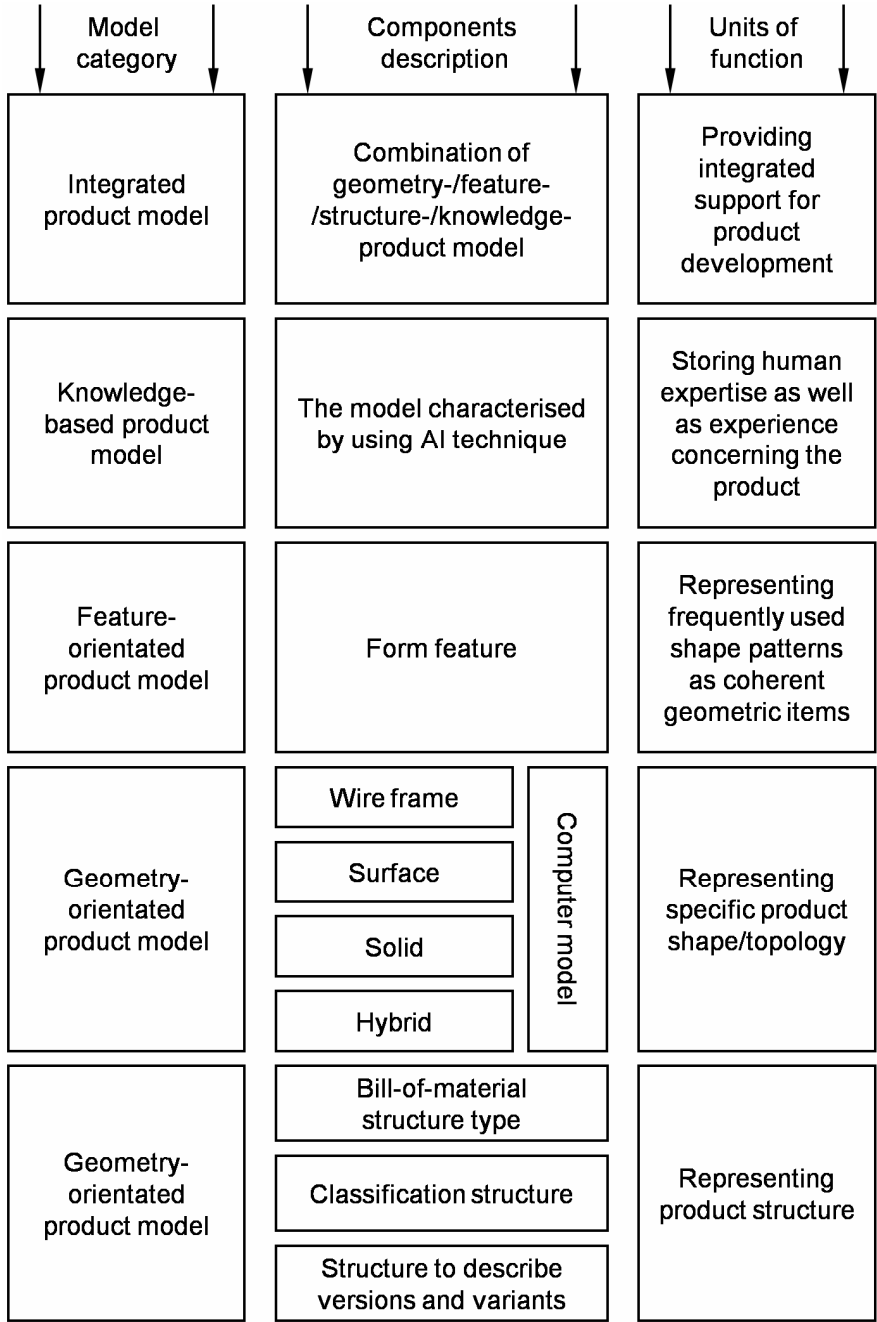 Model
category
Components
description
Units of
function
Integrated
product model
Combination of
geometry-/feature-
/structure-/knowledge-
product model
Providing
integrated
support for
product
development
Knowledge-
based product
model
The model characterised
by using AI technique
Storing human
expertise as well
as experience
concerning the
product
Feature-
orientated
product model
Form feature
Representing
frequently used
shape patterns
as coherent
geometric items
Geometry-
orientated
product model
Wire frame
Surface
Solid
Hybrid
Computer model
Representing
specific product
shape/topology
Geometry-
orientated
product model
Bill-of-material
structure type
Classification structure
Structure to describe
versions and variants
Representing
product structure